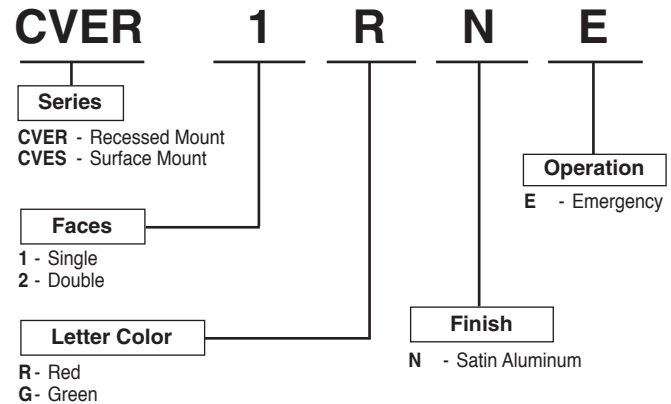 CVER 1 R N E
Series
CVER - Recessed Mount
CVES - Surface Mount
Operation
E - Emergency
Faces
1 - Single
2 - Double
Letter Color
R - Red
G - Green
Finish
N - Satin Aluminum